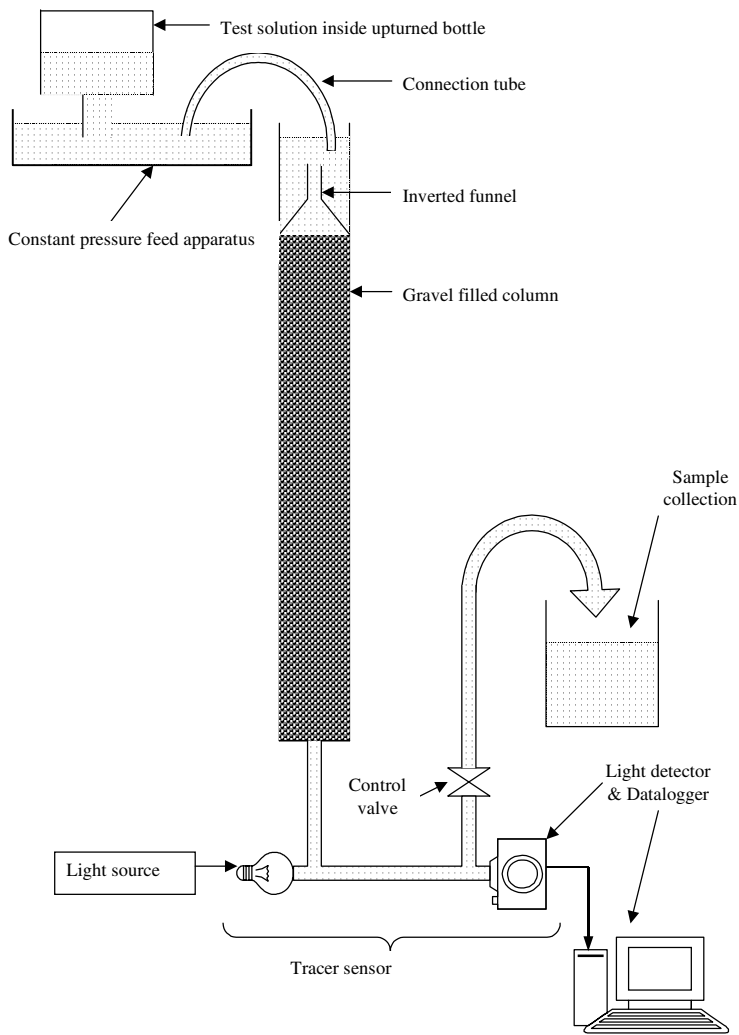 Test solution inside upturned bottle
Connection tube
Inverted funnel
Constant pressure feed apparatus
Gravel filled column
Sample
collection
Control
valve
Light detector
& Datalogger
Light source
Tracer sensor